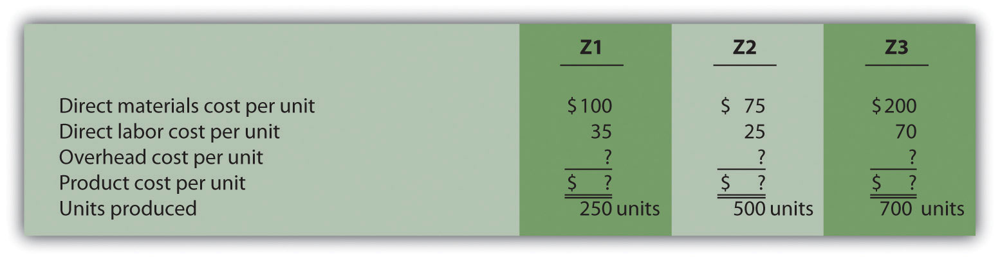 Z1 Z2 Z3
Direct materials cost per unit $100 $ 75 $200
Direct labor cost per unit 35 25 70
Overhead cost per unit ? ? ?
Product cost per unit $ ? $ ? $ ?
Units produced 250 units 500 units 700 units